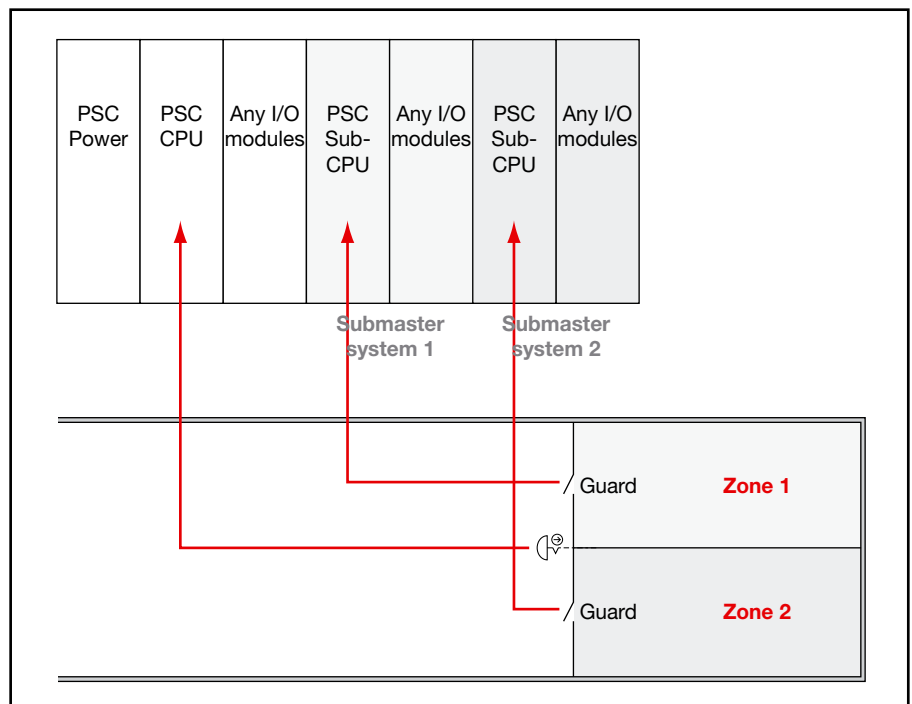 PSC
Power
PSC
CPU
Any I/O
modules
PSC
Sub-
CPU
Any I/O
modules
PSC
Sub-
CPU
Any I/O
modules
Submaster
system 1
Submaster
system 2
Guard
Zone 1
Guard
Zone 2